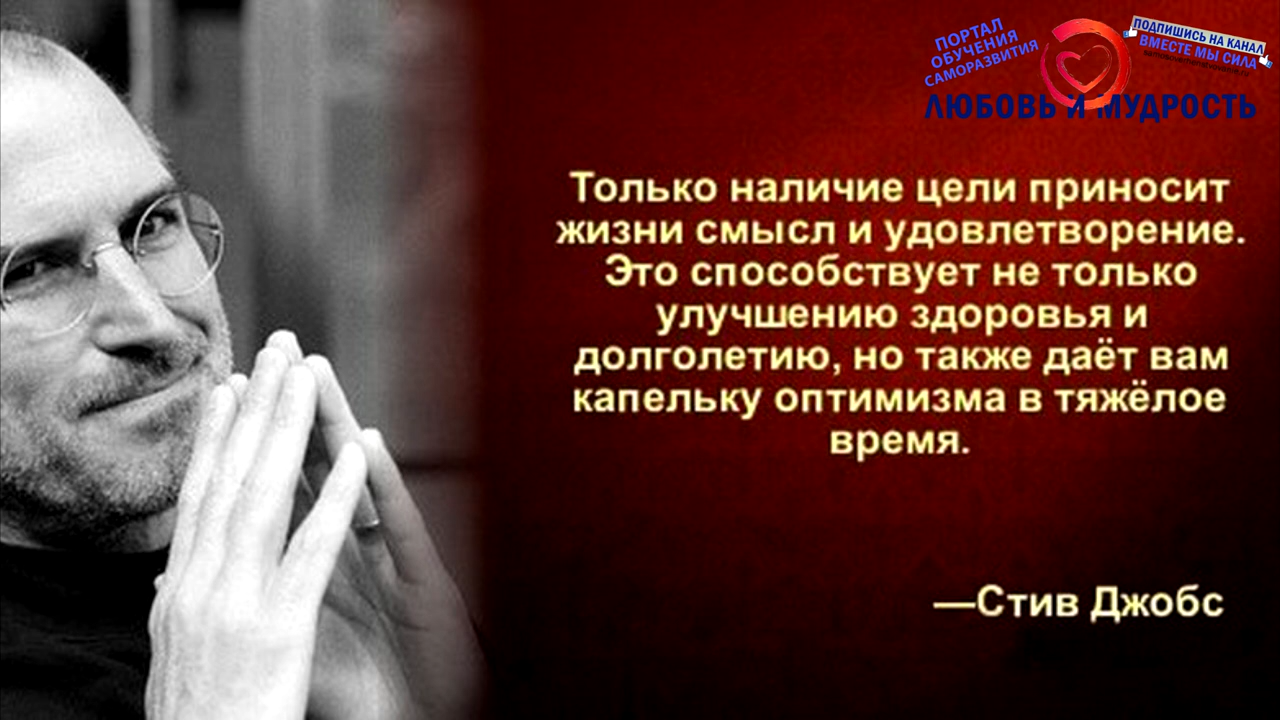 ПОРТАЛ
ОБУЧЕНИЯ
САМОРАЗВИТИЯ
ПОДПИШИСЬ НА КАНАЛ
ВМЕСТЕ МЫ СИЛА
ЛЮБОВЬ И МУДРОСТЬ
Только наличие цели приносит
жизни смысл и удовлетворение.
Это способствует не только
улучшению здоровья и
долголетию, но также даёт вам
капельку оптимизма в тяжёлое
время.
—Стив Джобс